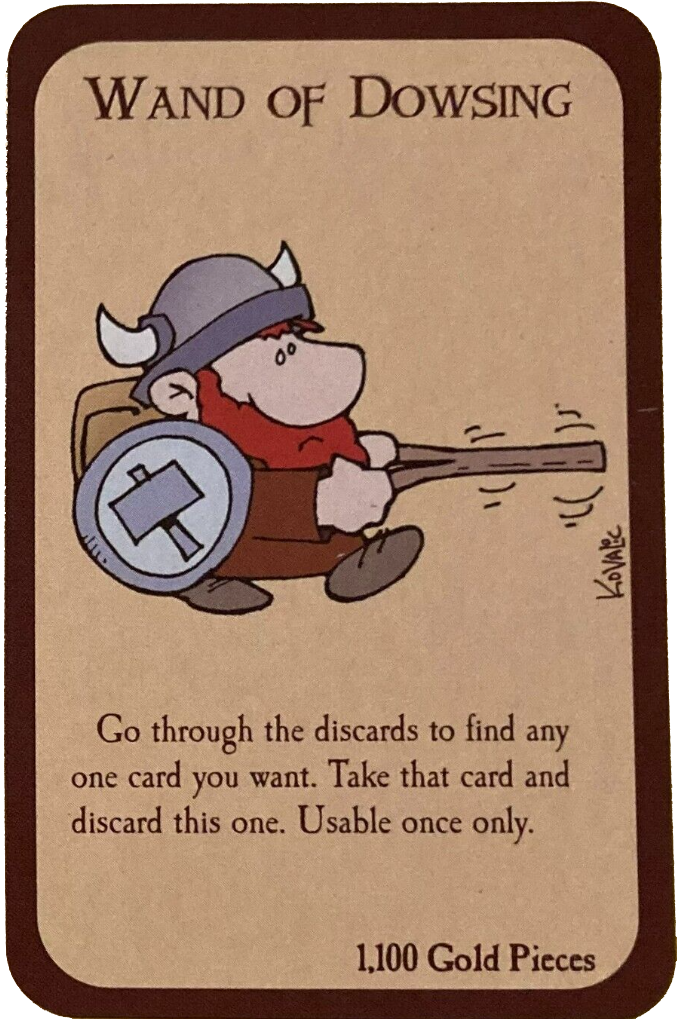 Wand of Dowsing
Kovalic
Go through the discards to find any
one card you want. Take that card and
discard this one. Usable once only.
1,100 Gold Pieces